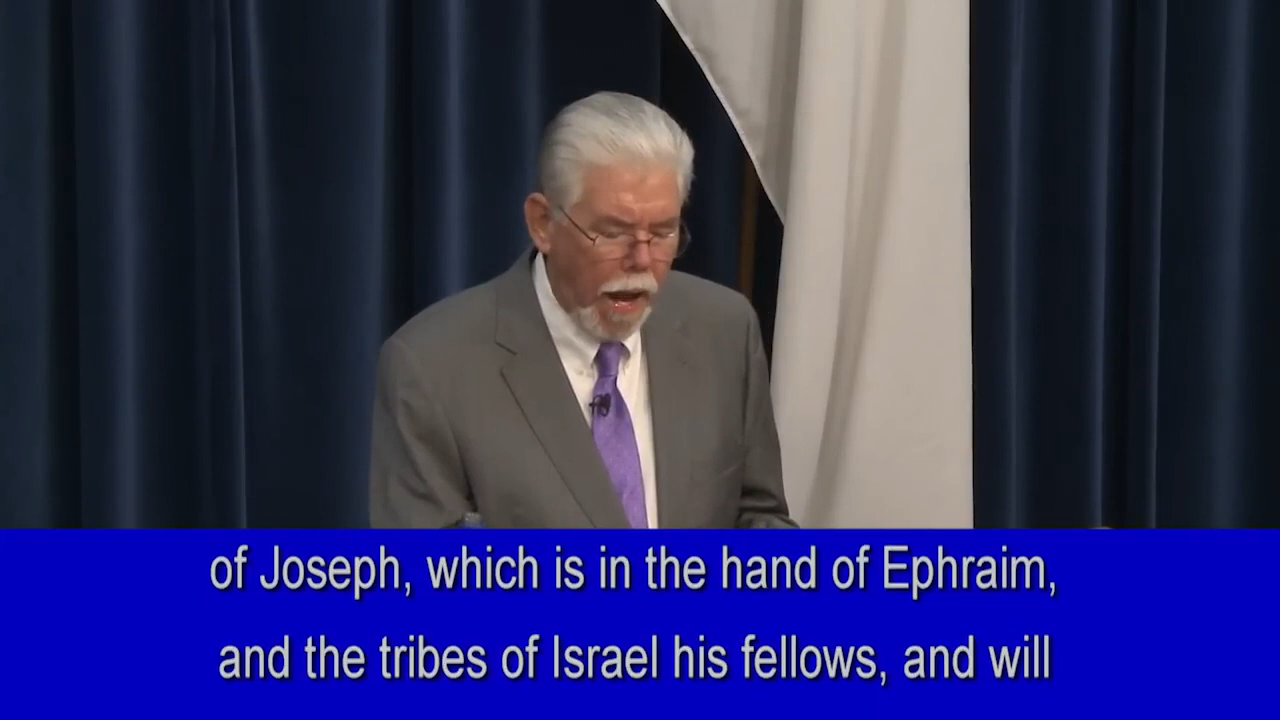 of Joseph, which is in the hand of Ephraim,
and the tribes of Israel his fellows, and will